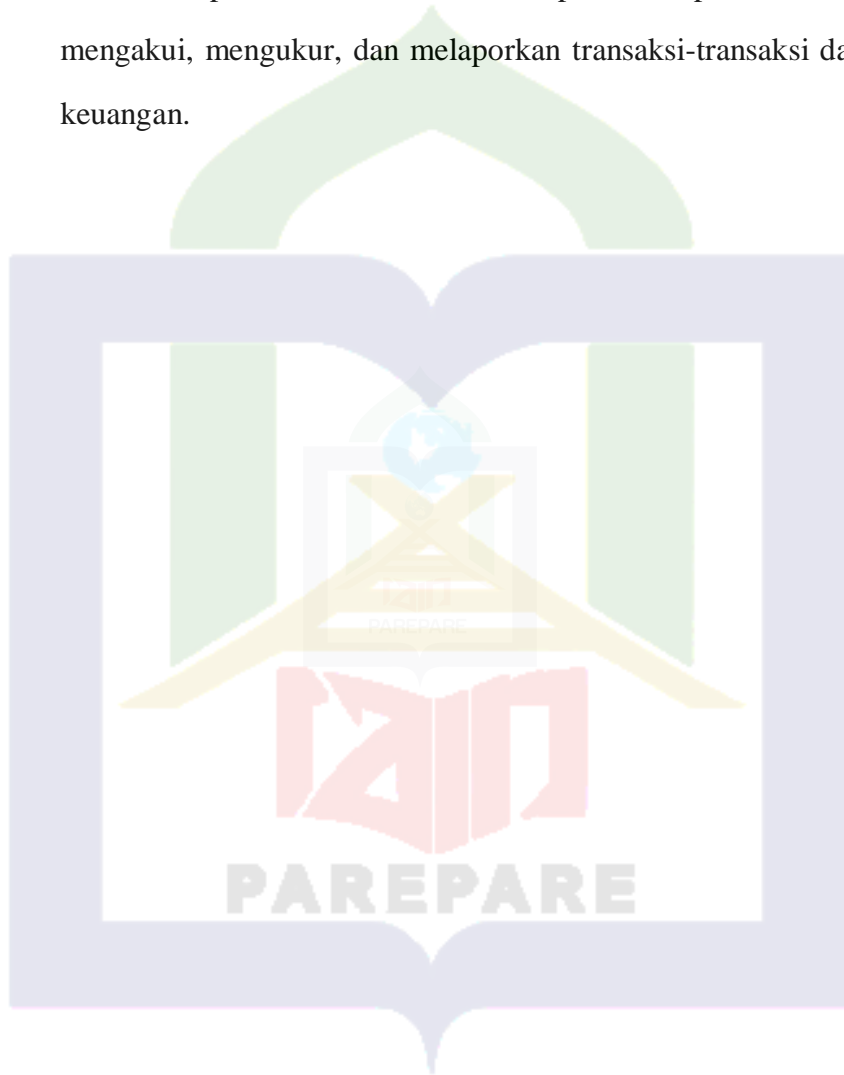 mengakui, mengukur, dan melaporkan transaksi-transaksi da
keuangan.
iain
PAREPARE
iain
PAREPARE